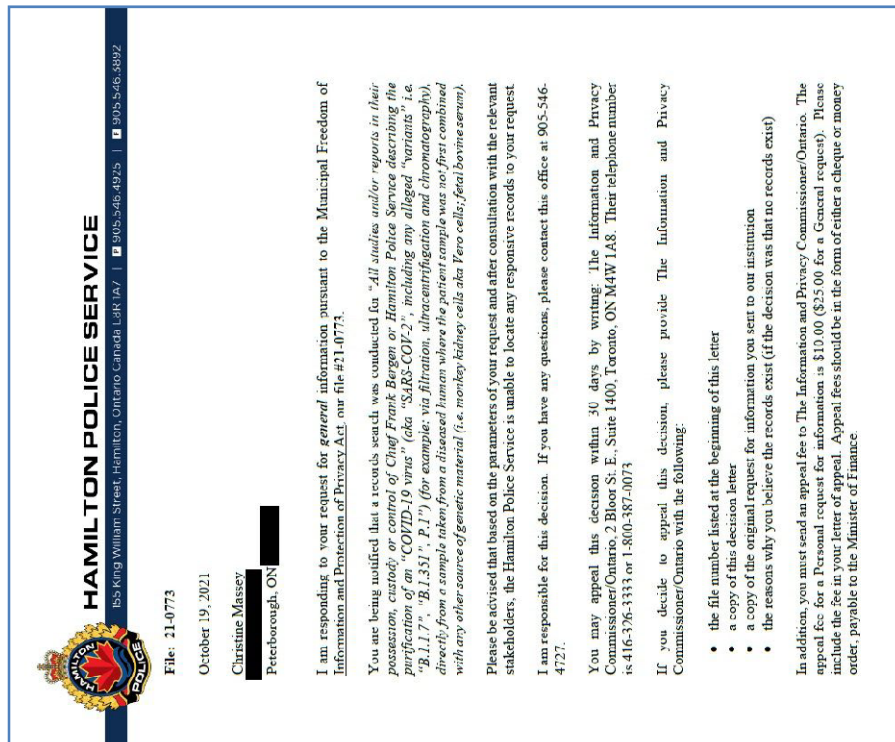 HAMILTON POLICE SERVICE
155 King William Street, Hamilton, Ontario Canada L8R 1A7 | P 905.546.4925 | F 905.546.3892
HAMILTON
POLICE
File: 21-0773
October 19, 2021
Christine Massey
Peterborough, ON
I am responding to your request for general information pursuant to the Municipal Freedom of
Information and Protection of Privacy Act, our file #21-0773.
You are being notified that a records search was conducted for "All studies and/or reports in their
possession, custody or control of Chief Frank Bergen or Hamilton Police Service describing the
purification of an "COVID-19 virus" (aka "SARS-COV-2", including any alleged "variants" i.e.
"B.1.1.7", "B.1.351", P.1") (for example: via filtration, ultracentrifugation and chromatography),
directly from a sample taken from a diseased human where the patient sample was not first combined
with any other source of genetic material (i.e. monkey kidney cells aka Vero cells; fetal bovine serum).
Please be advised that based on the parameters of your request and after consultation with the relevant
stakeholders, the Hamilton Police Service is unable to locate any responsive records to your request.
I am responsible for this decision. If you have any questions, please contact this office at 905-546-
4727.
You may appeal this decision within 30 days by writing: The Information and Privacy
Commissioner/Ontario, 2 Bloor St. E., Suite 1400, Toronto, ON M4W 1A8. Their telephone number
is 416-326-3333 or 1-800-387-0073
If you decide to appeal this decision, please provide The Information and Privacy
Commissioner/Ontario with the following:
• the file number listed at the beginning of this letter
• a copy of this decision letter
• a copy of the original request for information you sent to our institution
• the reasons why you believe the records exist (if the decision was that no records exist)
In addition, you must send an appeal fee to The Information and Privacy Commissioner/Ontario. The
appeal fee for a Personal request for information is $10.00 ($25.00 for a General request). Please
include the fee in your letter of appeal. Appeal fees should be in the form of either a cheque or money
order, payable to the Minister of Finance.